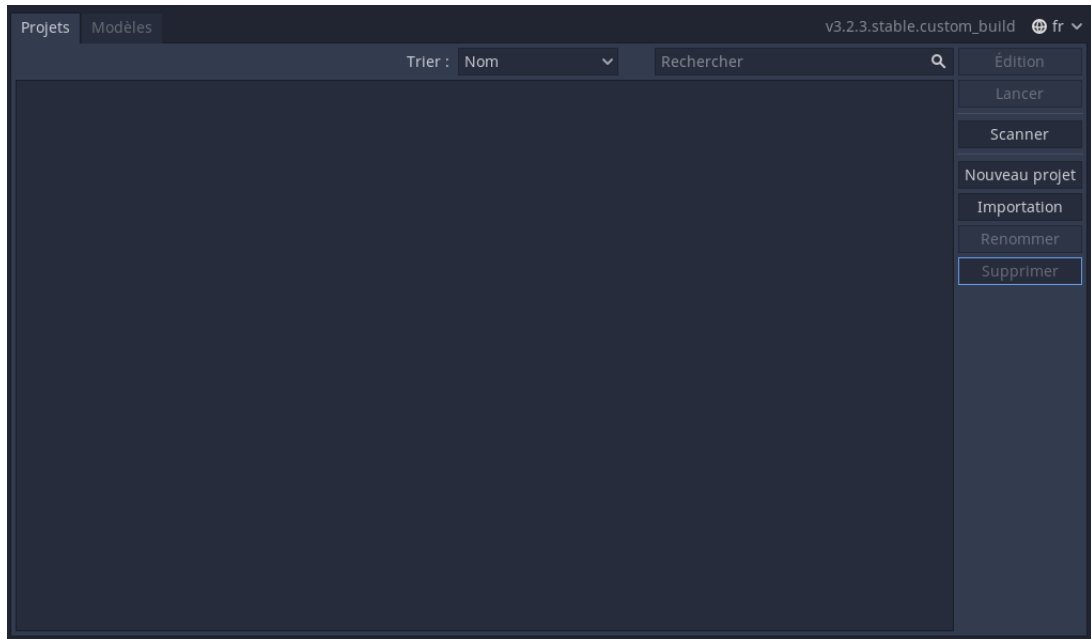 Projets Modèles v3.2.3.stable.custom_build fr
Trier : Nom Rechercher Édition
Lancer
Scanner
Nouveau projet
Importation
Renommer
Supprimer